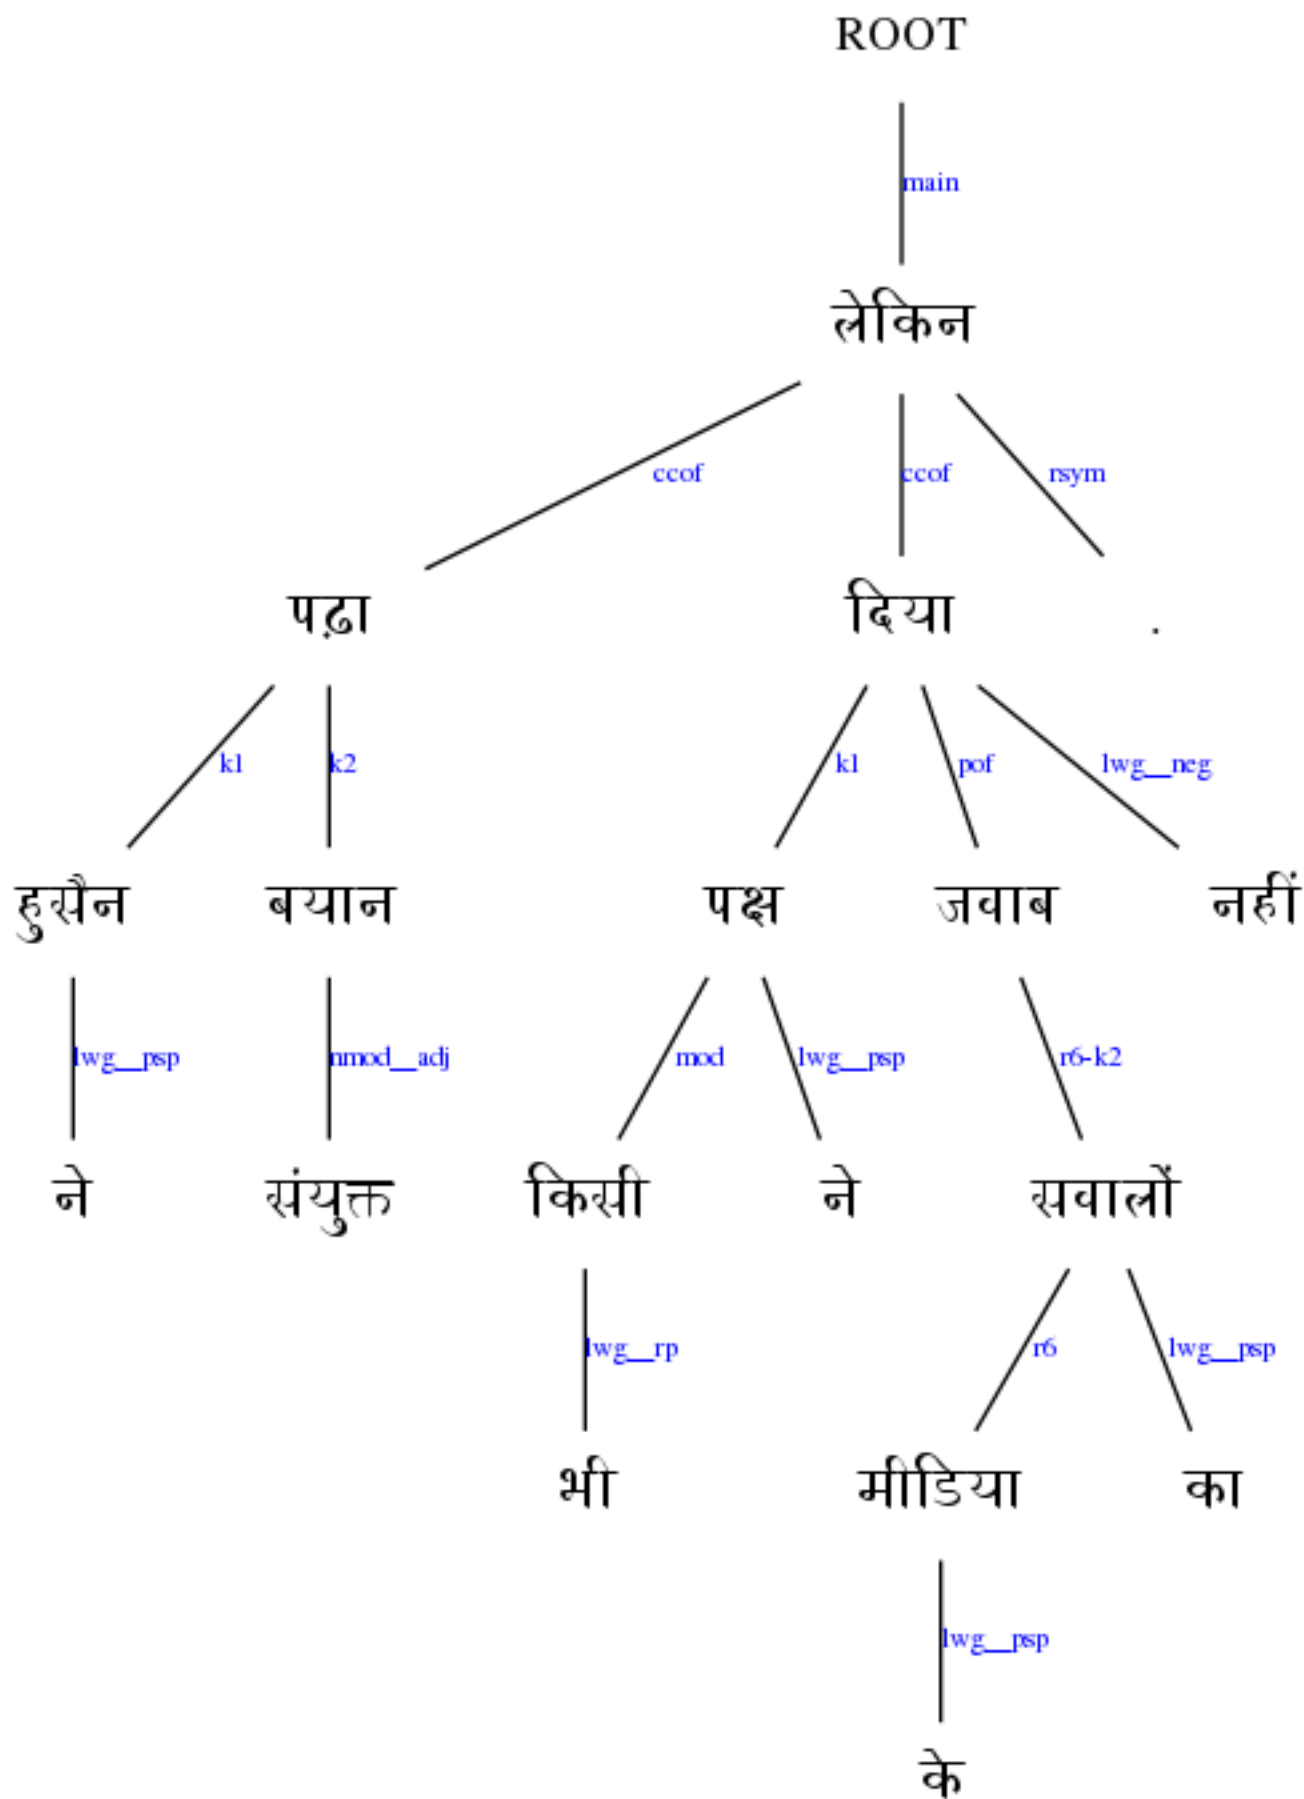 ROOT
main
लेकिन
ccof ccof rsym
पढ़ा दिया .
k1 k2 k1 pof lwg__neg
हुसैन बयान पक्ष जवाब नहीं
lwg__psp nmod__adj mod lwg__psp r6-k2
ने संयुक्त किसी ने सवालों
lwg__rp r6 lwg__psp
भी मीडिया का
lwg__psp
के